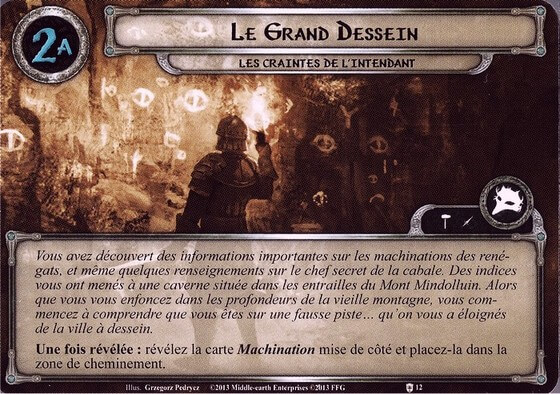 2A
LE GRAND DESSEIN
LES CRAINTES DE L'INTENDANT
Vous avez découvert des informations importantes sur les machinations des rené-
gats, et même quelques renseignements sur le chef secret de la cabale. Des indices
vous ont menés à une caverne située dans les entrailles du Mont Mindolluin. Alors
que vous vous enfoncez dans les profondeurs de la vieille montagne, vous com-
mencez à comprendre que vous êtes sur une fausse piste... qu'on vous a éloignés
de la ville à dessein.
Une fois révélée : révélez la carte Machination mise de côté et placez-la dans la
zone de cheminement.
Illus. Grzegorz Pedrycz ©2013 Middle-earth Enterprises ©2013 FFG 12